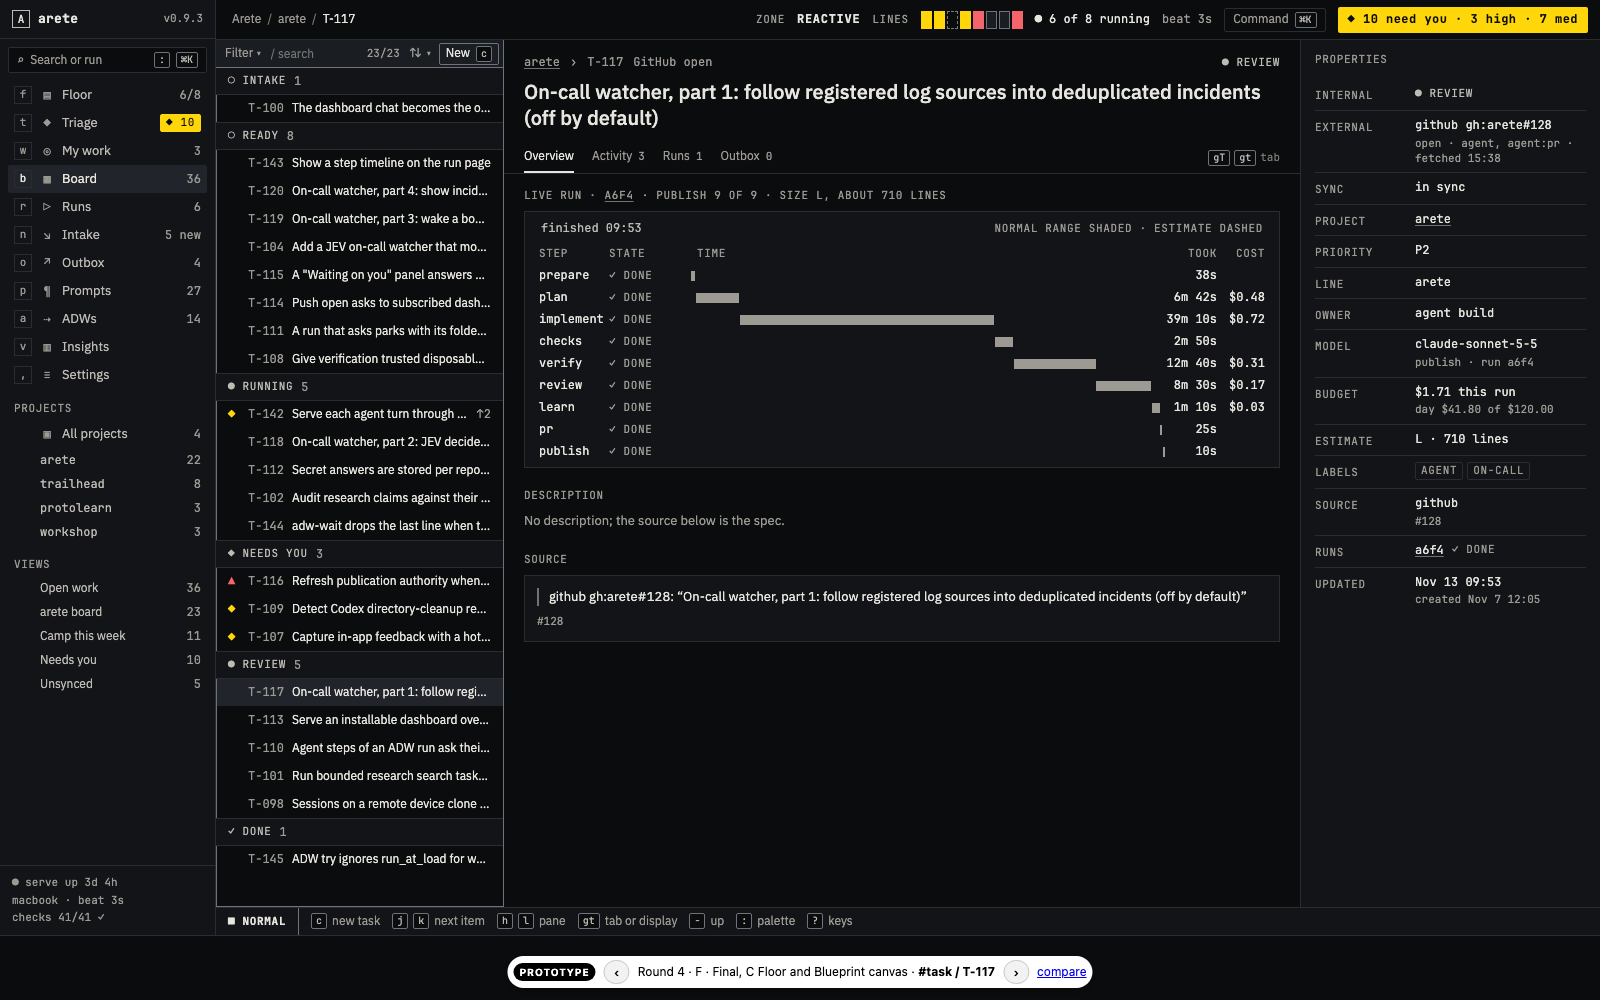 A arete v0.9.3
Search or run : ⌘K
f Floor 6/8
t Triage ◆ 10
w My work 3
b Board 36
r Runs 6
n Intake 5 new
o Outbox 4
p Prompts 27
a ADWs 14
v Insights
, Settings
PROJECTS
All projects 4
arete 22
trailhead 8
protolearn 3
workshop 3
VIEWS
Open work 36
arete board 23
Camp this week 11
Needs you 10
Unsynced 5
● serve up 3d 4h
macbook · beat 3s
checks 41/41 ✓
Arete / arete / T-117
ZONE REACTIVE LINES ● 6 of 8 running beat 3s Command ⌘K ◆ 10 need you · 3 high · 7 med
Filter ▾ / search 23/23 ↑↓ ▾ New c
○ INTAKE 1
T-100 The dashboard chat becomes the o...
○ READY 8
T-143 Show a step timeline on the run page
T-120 On-call watcher, part 4: show incid...
T-119 On-call watcher, part 3: wake a bo...
T-104 Add a JEV on-call watcher that mo...
T-115 A "Waiting on you" panel answers ...
T-114 Push open asks to subscribed dash...
T-111 A run that asks parks with its folde...
T-108 Give verification trusted disposabl...
● RUNNING 5
◆ T-142 Serve each agent turn through ... ↑2
T-118 On-call watcher, part 2: JEV decide...
T-112 Secret answers are stored per repo...
T-102 Audit research claims against their ...
T-144 adw-wait drops the last line when t...
◆ NEEDS YOU 3
▲ T-116 Refresh publication authority when...
◆ T-109 Detect Codex directory-cleanup re...
◆ T-107 Capture in-app feedback with a hot...
● REVIEW 5
T-117 On-call watcher, part 1: follow regi...
T-113 Serve an installable dashboard ove...
T-110 Agent steps of an ADW run ask thei...
T-101 Run bounded research search task...
T-098 Sessions on a remote device clone ...
✓ DONE 1
T-145 ADW try ignores run_at_load for w...
arete › T-117 GitHub open ● REVIEW
On-call watcher, part 1: follow registered log sources into deduplicated incidents
(off by default)
Overview Activity 3 Runs 1 Outbox 0 gT gt tab
LIVE RUN · A6F4 · PUBLISH 9 OF 9 · SIZE L, ABOUT 710 LINES
finished 09:53 NORMAL RANGE SHADED · ESTIMATE DASHED
STEP STATE TIME TOOK COST
prepare ✓ DONE 38s
plan ✓ DONE 6m 42s $0.48
implement ✓ DONE 39m 10s $0.72
checks ✓ DONE 2m 50s
verify ✓ DONE 12m 40s $0.31
review ✓ DONE 8m 30s $0.17
learn ✓ DONE 1m 10s $0.03
pr ✓ DONE 25s
publish ✓ DONE 10s
DESCRIPTION
No description; the source below is the spec.
SOURCE
github gh:arete#128: “On-call watcher, part 1: follow registered log sources into deduplicated incidents (off by default)”
#128
PROPERTIES
INTERNAL ● REVIEW
EXTERNAL github gh:arete#128
open · agent, agent:pr ·
fetched 15:38
SYNC in sync
PROJECT arete
PRIORITY P2
LINE arete
OWNER agent build
MODEL claude-sonnet-5-5
publish · run a6f4
BUDGET $1.71 this run
day $41.80 of $120.00
ESTIMATE L · 710 lines
LABELS AGENT ON-CALL
SOURCE github
#128
RUNS a6f4 ✓ DONE
UPDATED Nov 13 09:53
created Nov 7 12:05
■ NORMAL c new task j k next item h l pane gt tab or display - up : palette ? keys
PROTOTYPE ‹ Round 4 · F · Final, C Floor and Blueprint canvas · #task / T-117 › compare